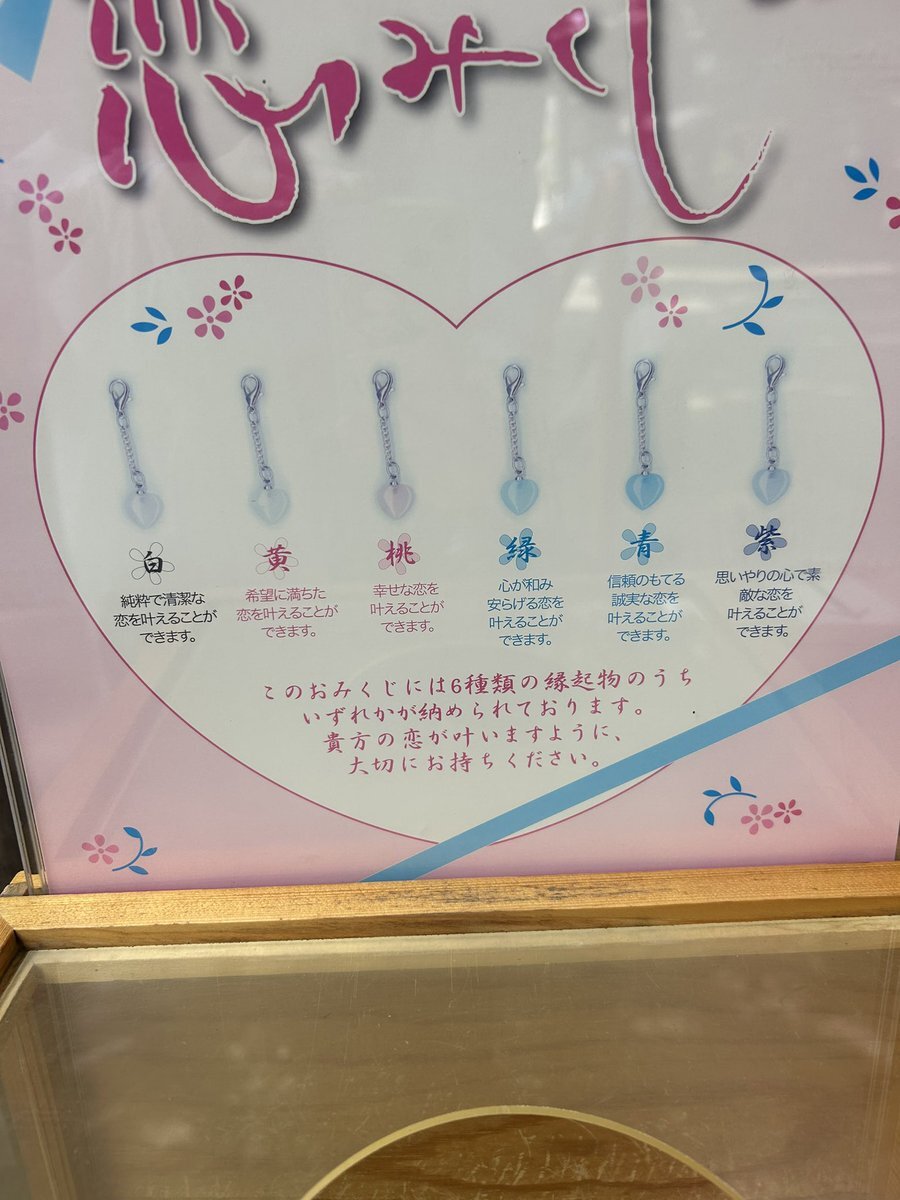 恋みくじ
白
純粋で清潔な
恋を叶えることが
できます。
黄
希望に満ちた
恋を叶えることが
できます。
桃
幸せな恋を
叶えることが
できます。
緑
心が和み
安らげる恋を
叶えることが
できます。
青
信頼のもてる
誠実な恋を
叶えることが
できます。
紫
思いやりの心で素
敵な恋を
叶えることが
できます。
このおみくじには6種類の縁起物のうち
いずれかが納められております。
貴方の恋が叶いますように、
大切にお持ちください。